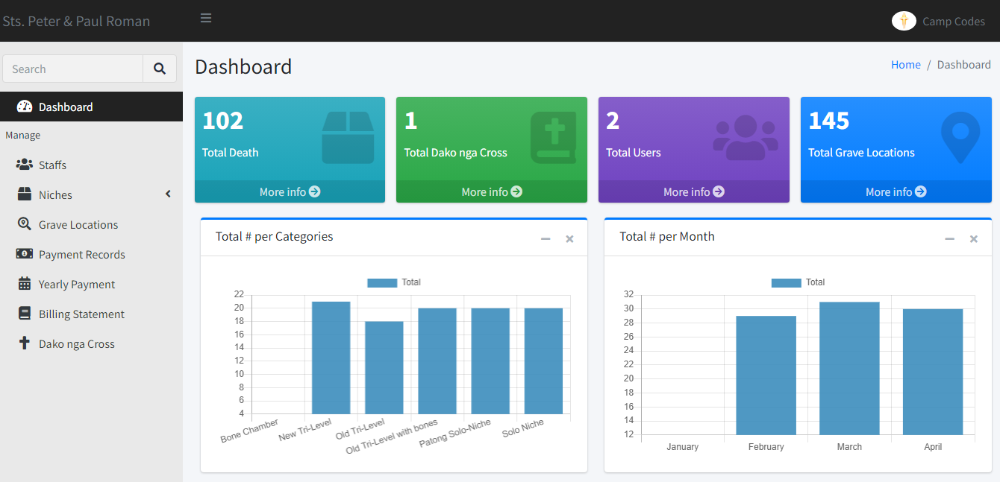 Sts. Peter & Paul Roman
Camp Codes
Search
Dashboard
Manage
Staffs
Niches
Grave Locations
Payment Records
Yearly Payment
Billing Statement
Dako nga Cross
Dashboard
Home / Dashboard
102
Total Death
More info
1
Total Dako nga Cross
More info
2
Total Users
More info
145
Total Grave Locations
More info
Total # per Categories
Total
22
20
18
16
14
12
10
8
6
4
Bone Chamber
New Tri-Level
Old Tri-Level
Old Tri-Level with bones
Patong Solo-Niche
Solo Niche
Total # per Month
Total
32
30
28
26
24
22
20
18
16
14
12
January
February
March
April